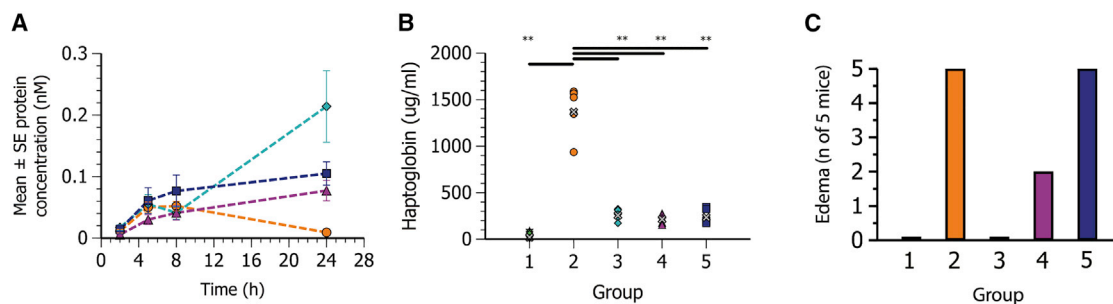 A
Mean ± SE protein
concentration (nM)
0.3
0.2
0.1
0
0 4 8 12 16 20 24 28
Time (h)
B
** ** ** **
Haptoglobin (ug/ml)
2000
1500
1000
500
0
1 2 3 4 5
Group
C
Edema (n of 5 mice)
5
4
3
2
1
0
1 2 3 4 5
Group